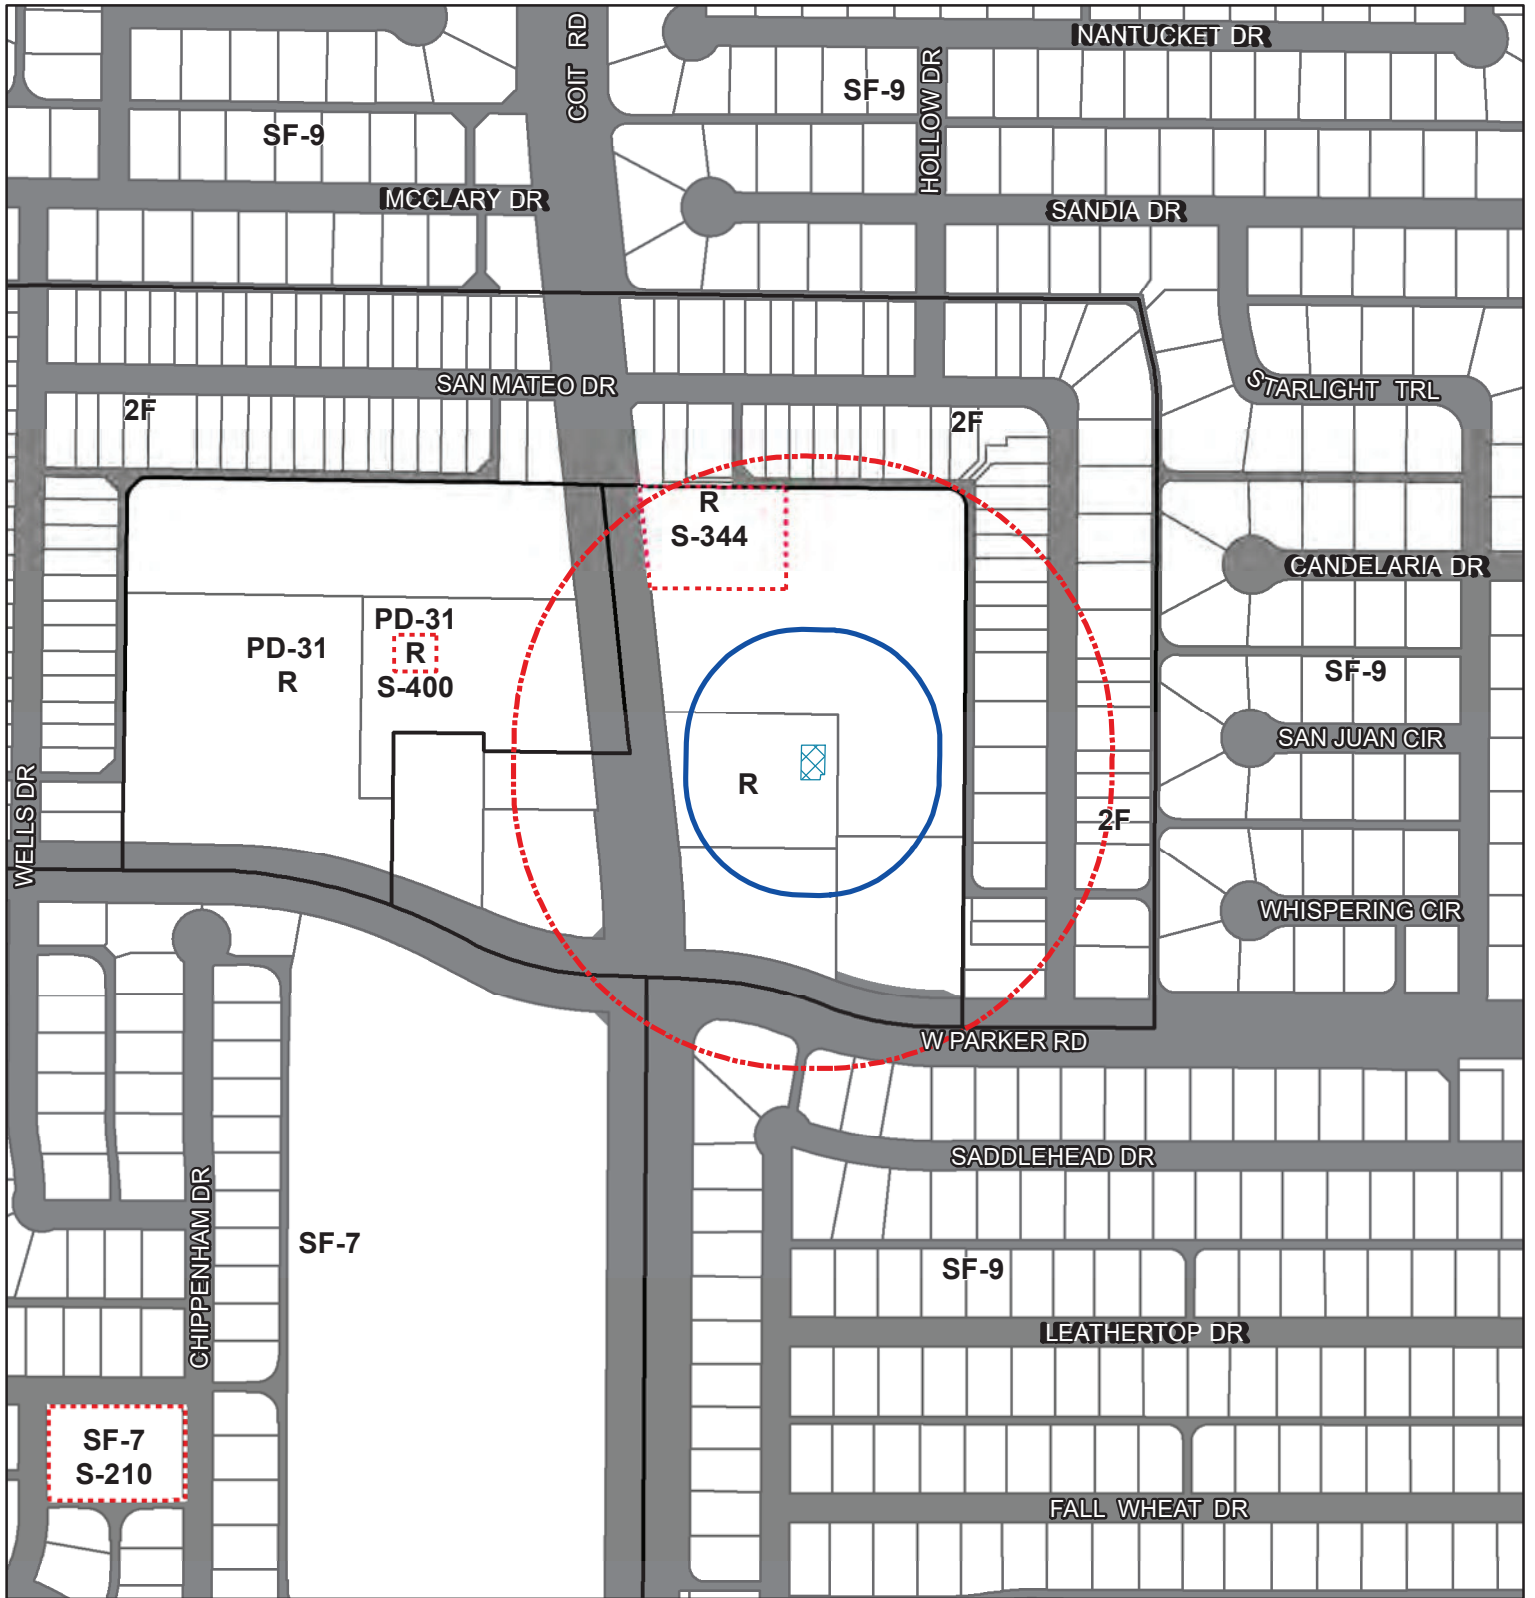 NANTUCKET DR
COIT RD
HOLLOW DR
SF-9
SF-9
MCCLARY DR
SANDIA DR
SAN MATEO DR
STARLIGHT TRL
2F
2F
R
S-344
CANDELARIA DR
PD-31
R
S-400
PD-31
R
SF-9
SAN JUAN CIR
R
2F
WELLS DR
WHISPERING CIR
W PARKER RD
SADDLEHEAD DR
CHIPPENHAM DR
SF-7
SF-9
LEATHERTOP DR
SF-7
S-210
FALL WHEAT DR